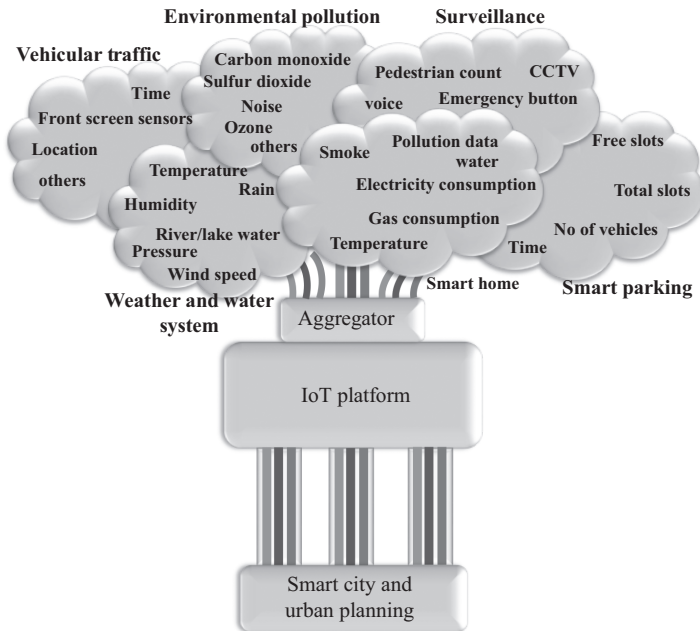 Environmental pollution
Surveillance
Vehicular traffic
Time
Front screen sensors
Location
others
Carbon monoxide
Sulfur dioxide
Noise
Ozone
others
Pedestrian count
CCTV
voice
Emergency button
Free slots
Total slots
No of vehicles
Time
Smart parking
Temperature
Rain
Humidity
River/lake water
Pressure
Wind speed
Weather and water
system
Smoke
Pollution data
water
Electricity consumption
Gas consumption
Temperature
Smart home
Aggregator
IoT platform
Smart city and
urban planning